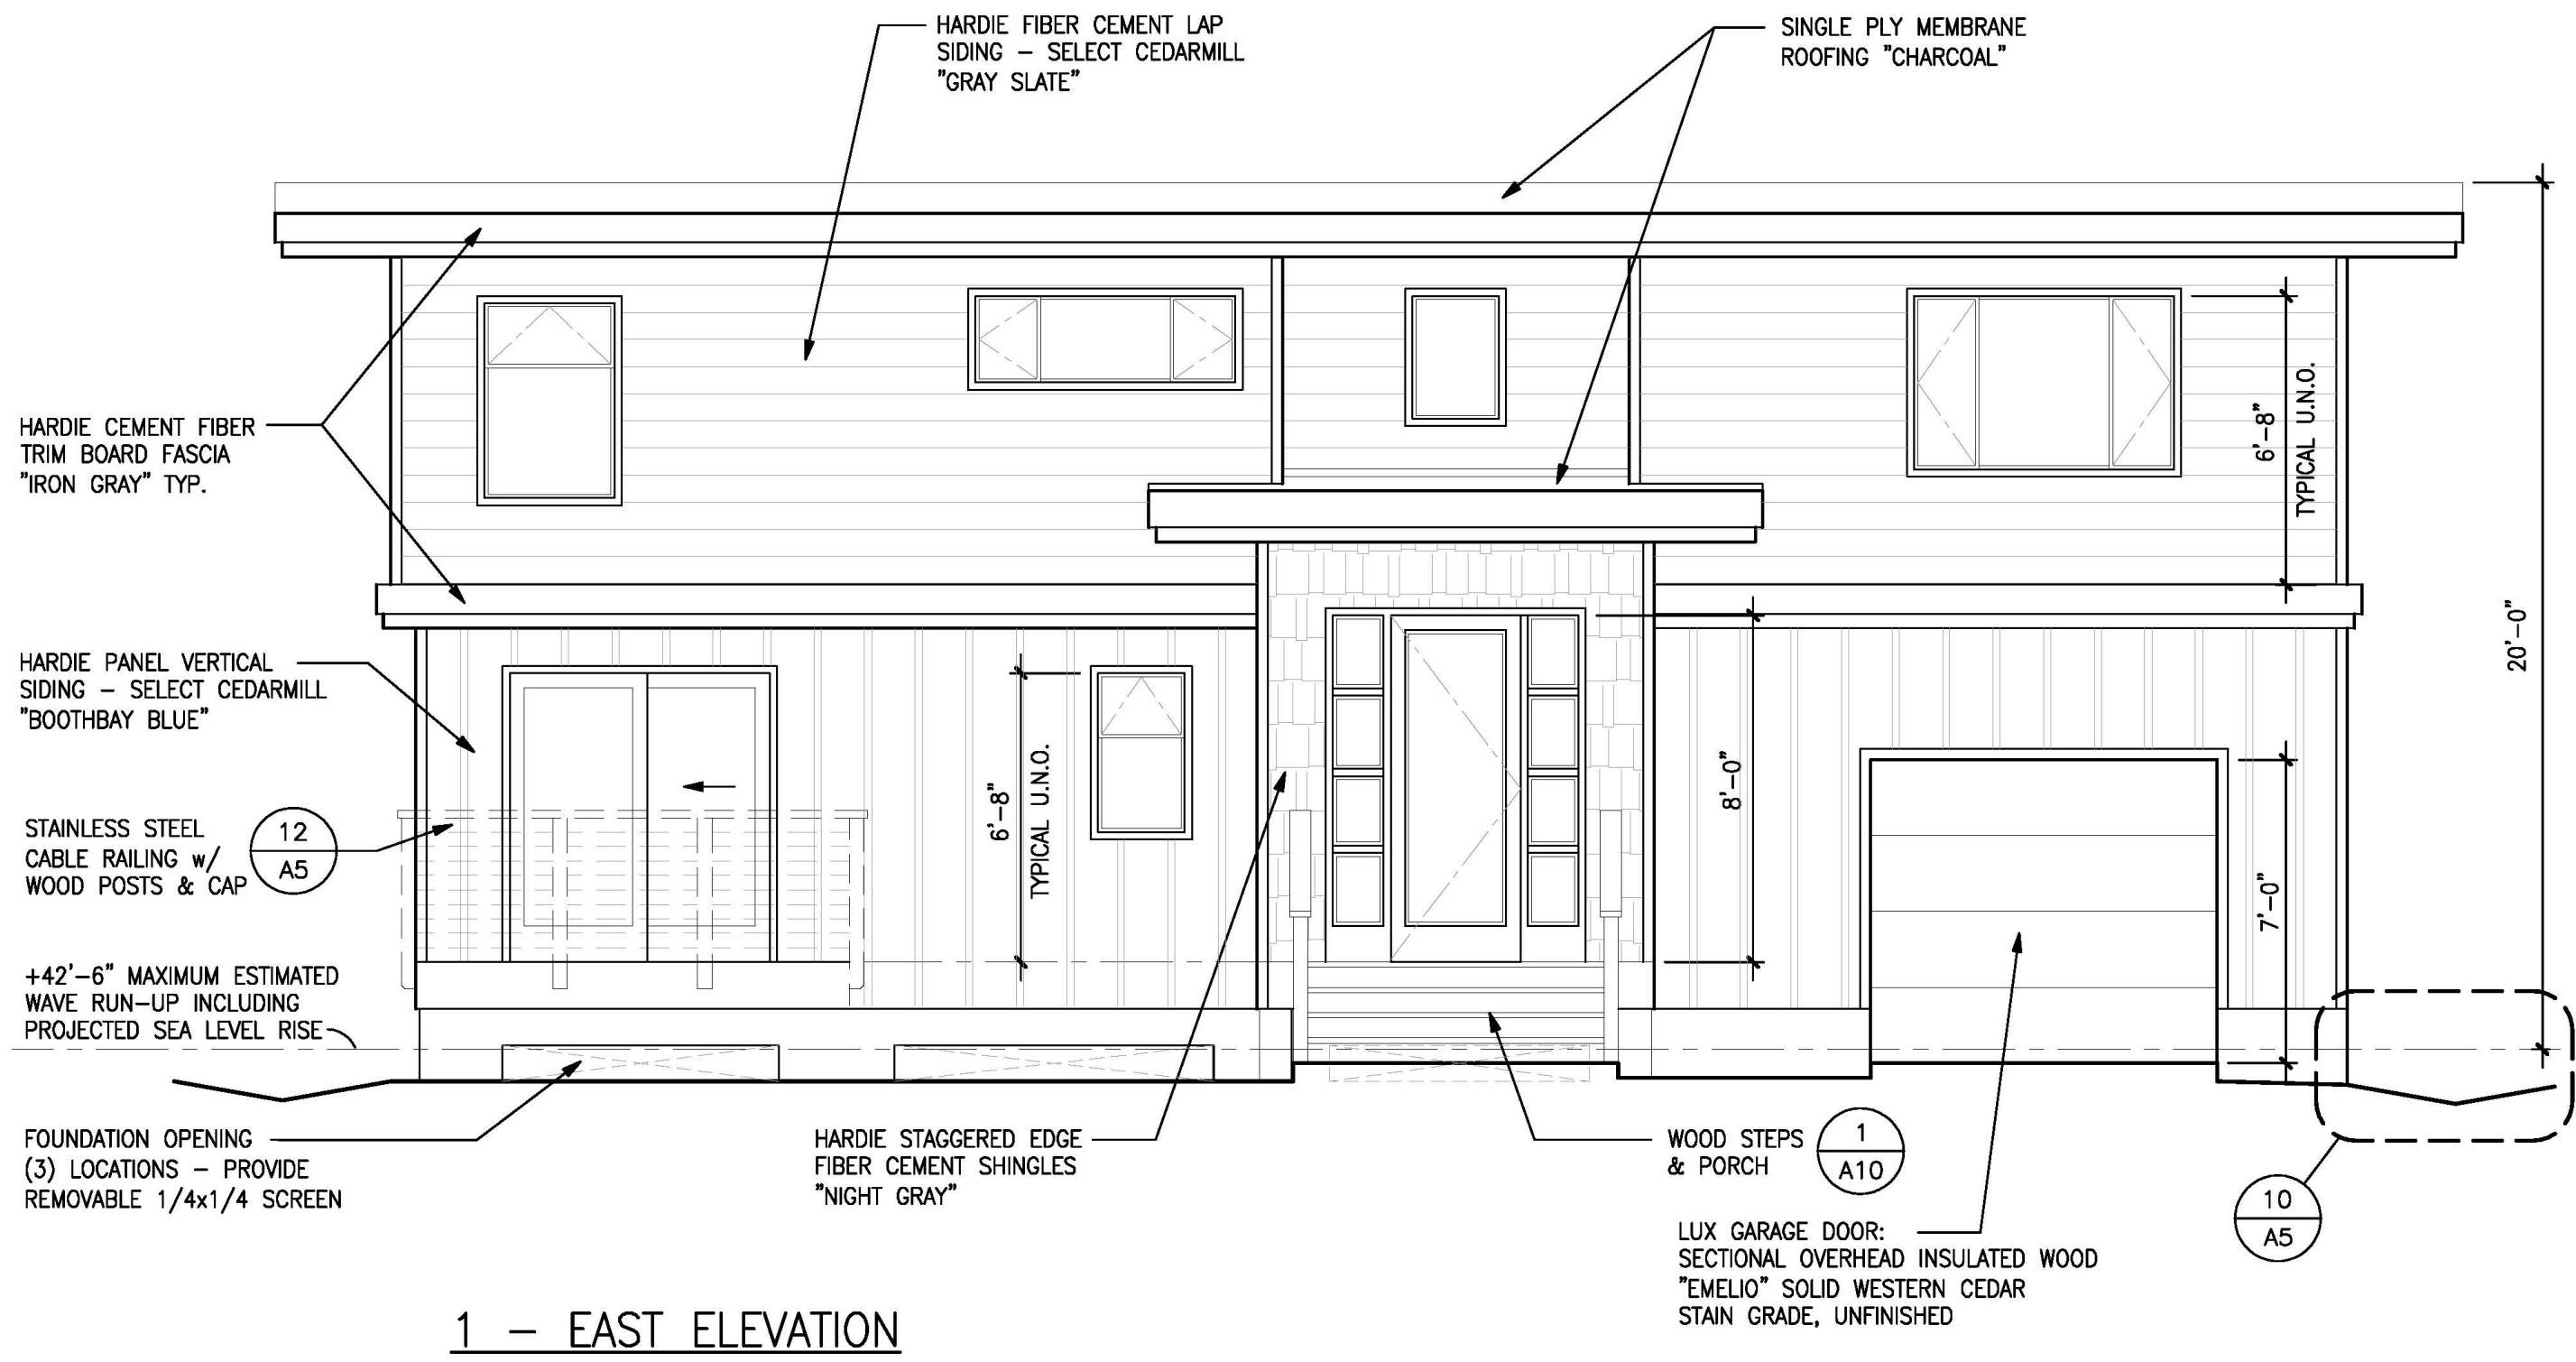 HARDIE FIBER CEMENT LAP
SIDING – SELECT CEDARMILL
"GRAY SLATE"
SINGLE PLY MEMBRANE
ROOFING "CHARCOAL"
HARDIE CEMENT FIBER
TRIM BOARD FASCIA
"IRON GRAY" TYP.
6'–8"
TYPICAL U.N.O.
20'–0"
HARDIE PANEL VERTICAL
SIDING – SELECT CEDARMILL
"BOOTHBAY BLUE"
STAINLESS STEEL
CABLE RAILING w/
WOOD POSTS & CAP
12
A5
6'–8"
TYPICAL U.N.O.
8'–0"
7'–0"
+42'–6" MAXIMUM ESTIMATED
WAVE RUN–UP INCLUDING
PROJECTED SEA LEVEL RISE
FOUNDATION OPENING
(3) LOCATIONS – PROVIDE
REMOVABLE 1/4x1/4 SCREEN
HARDIE STAGGERED EDGE
FIBER CEMENT SHINGLES
"NIGHT GRAY"
WOOD STEPS
& PORCH
1
A10
LUX GARAGE DOOR:
SECTIONAL OVERHEAD INSULATED WOOD
"EMELIO" SOLID WESTERN CEDAR
STAIN GRADE, UNFINISHED
10
A5
1 – EAST ELEVATION